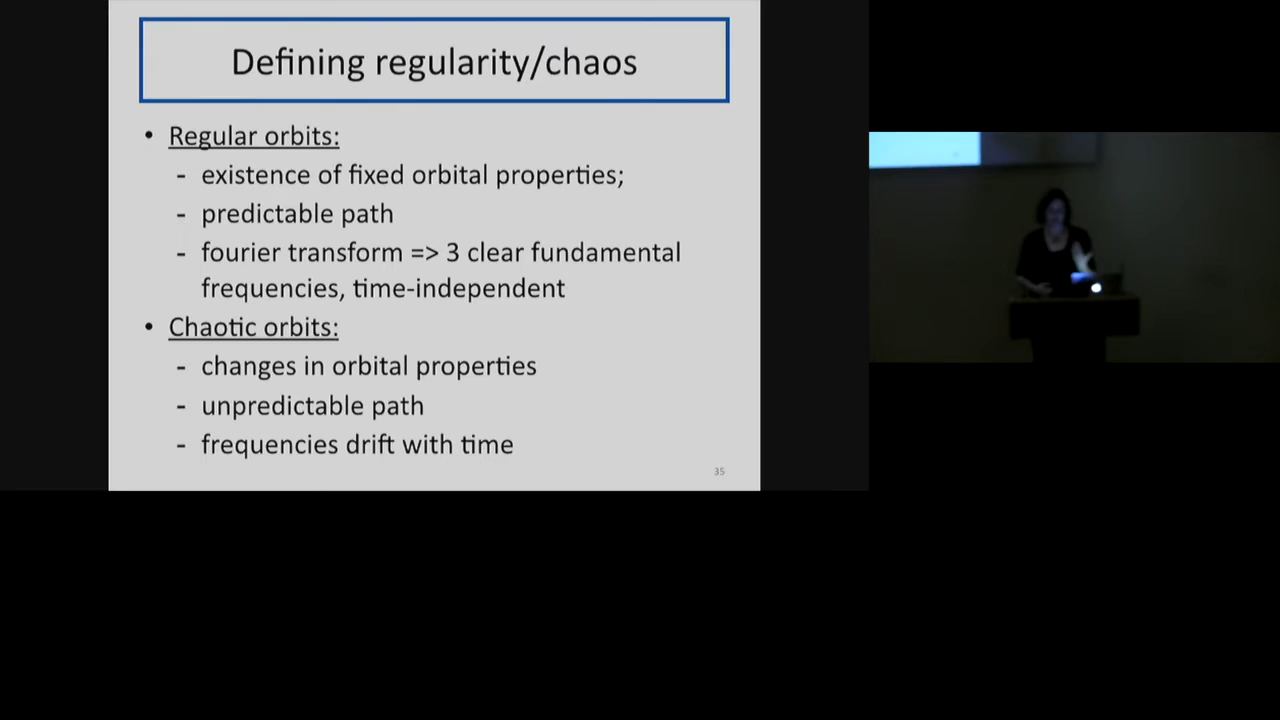 Defining regularity/chaos
• Regular orbits:
- existence of fixed orbital properties;
- predictable path
- fourier transform => 3 clear fundamental
frequencies, time-independent
• Chaotic orbits:
- changes in orbital properties
- unpredictable path
- frequencies drift with time
35